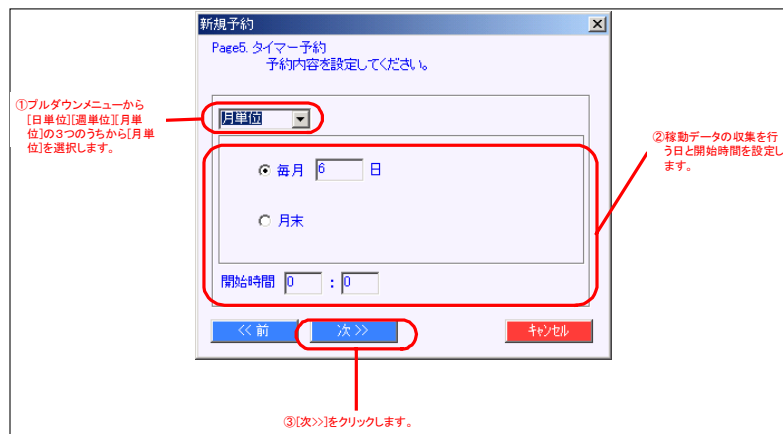 新規予約
Page5. タイマー予約
予約内容を設定してください。
①プルダウンメニューから
[日単位][週単位][月単
位]の3つのうちから[月単
位]を選択します。
月単位
②稼動データの収集を行
う日と開始時間を設定し
ます。
毎月 6 日
月末
開始時間 0 : 0
<< 前 次 >> キャンセル
③[次>>]をクリックします。